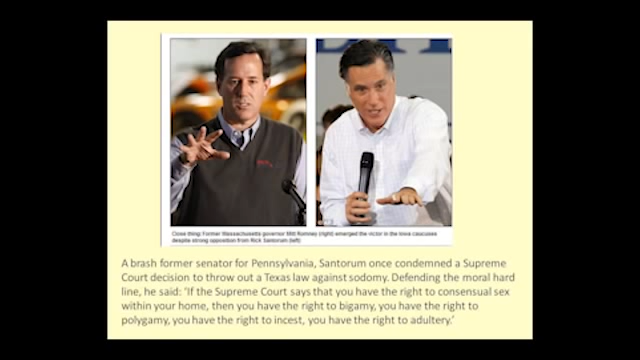 Close thing: Former Massachusetts governor Mitt Romney (right) emerged the victor in the Iowa caucuses
despite strong opposition from Rick Santorum (left)
A brash former senator for Pennsylvania, Santorum once condemned a Supreme
Court decision to throw out a Texas law against sodomy. Defending the moral hard
line, he said: 'If the Supreme Court says that you have the right to consensual sex
within your home, then you have the right to bigamy, you have the right to
polygamy, you have the right to incest, you have the right to adultery.'